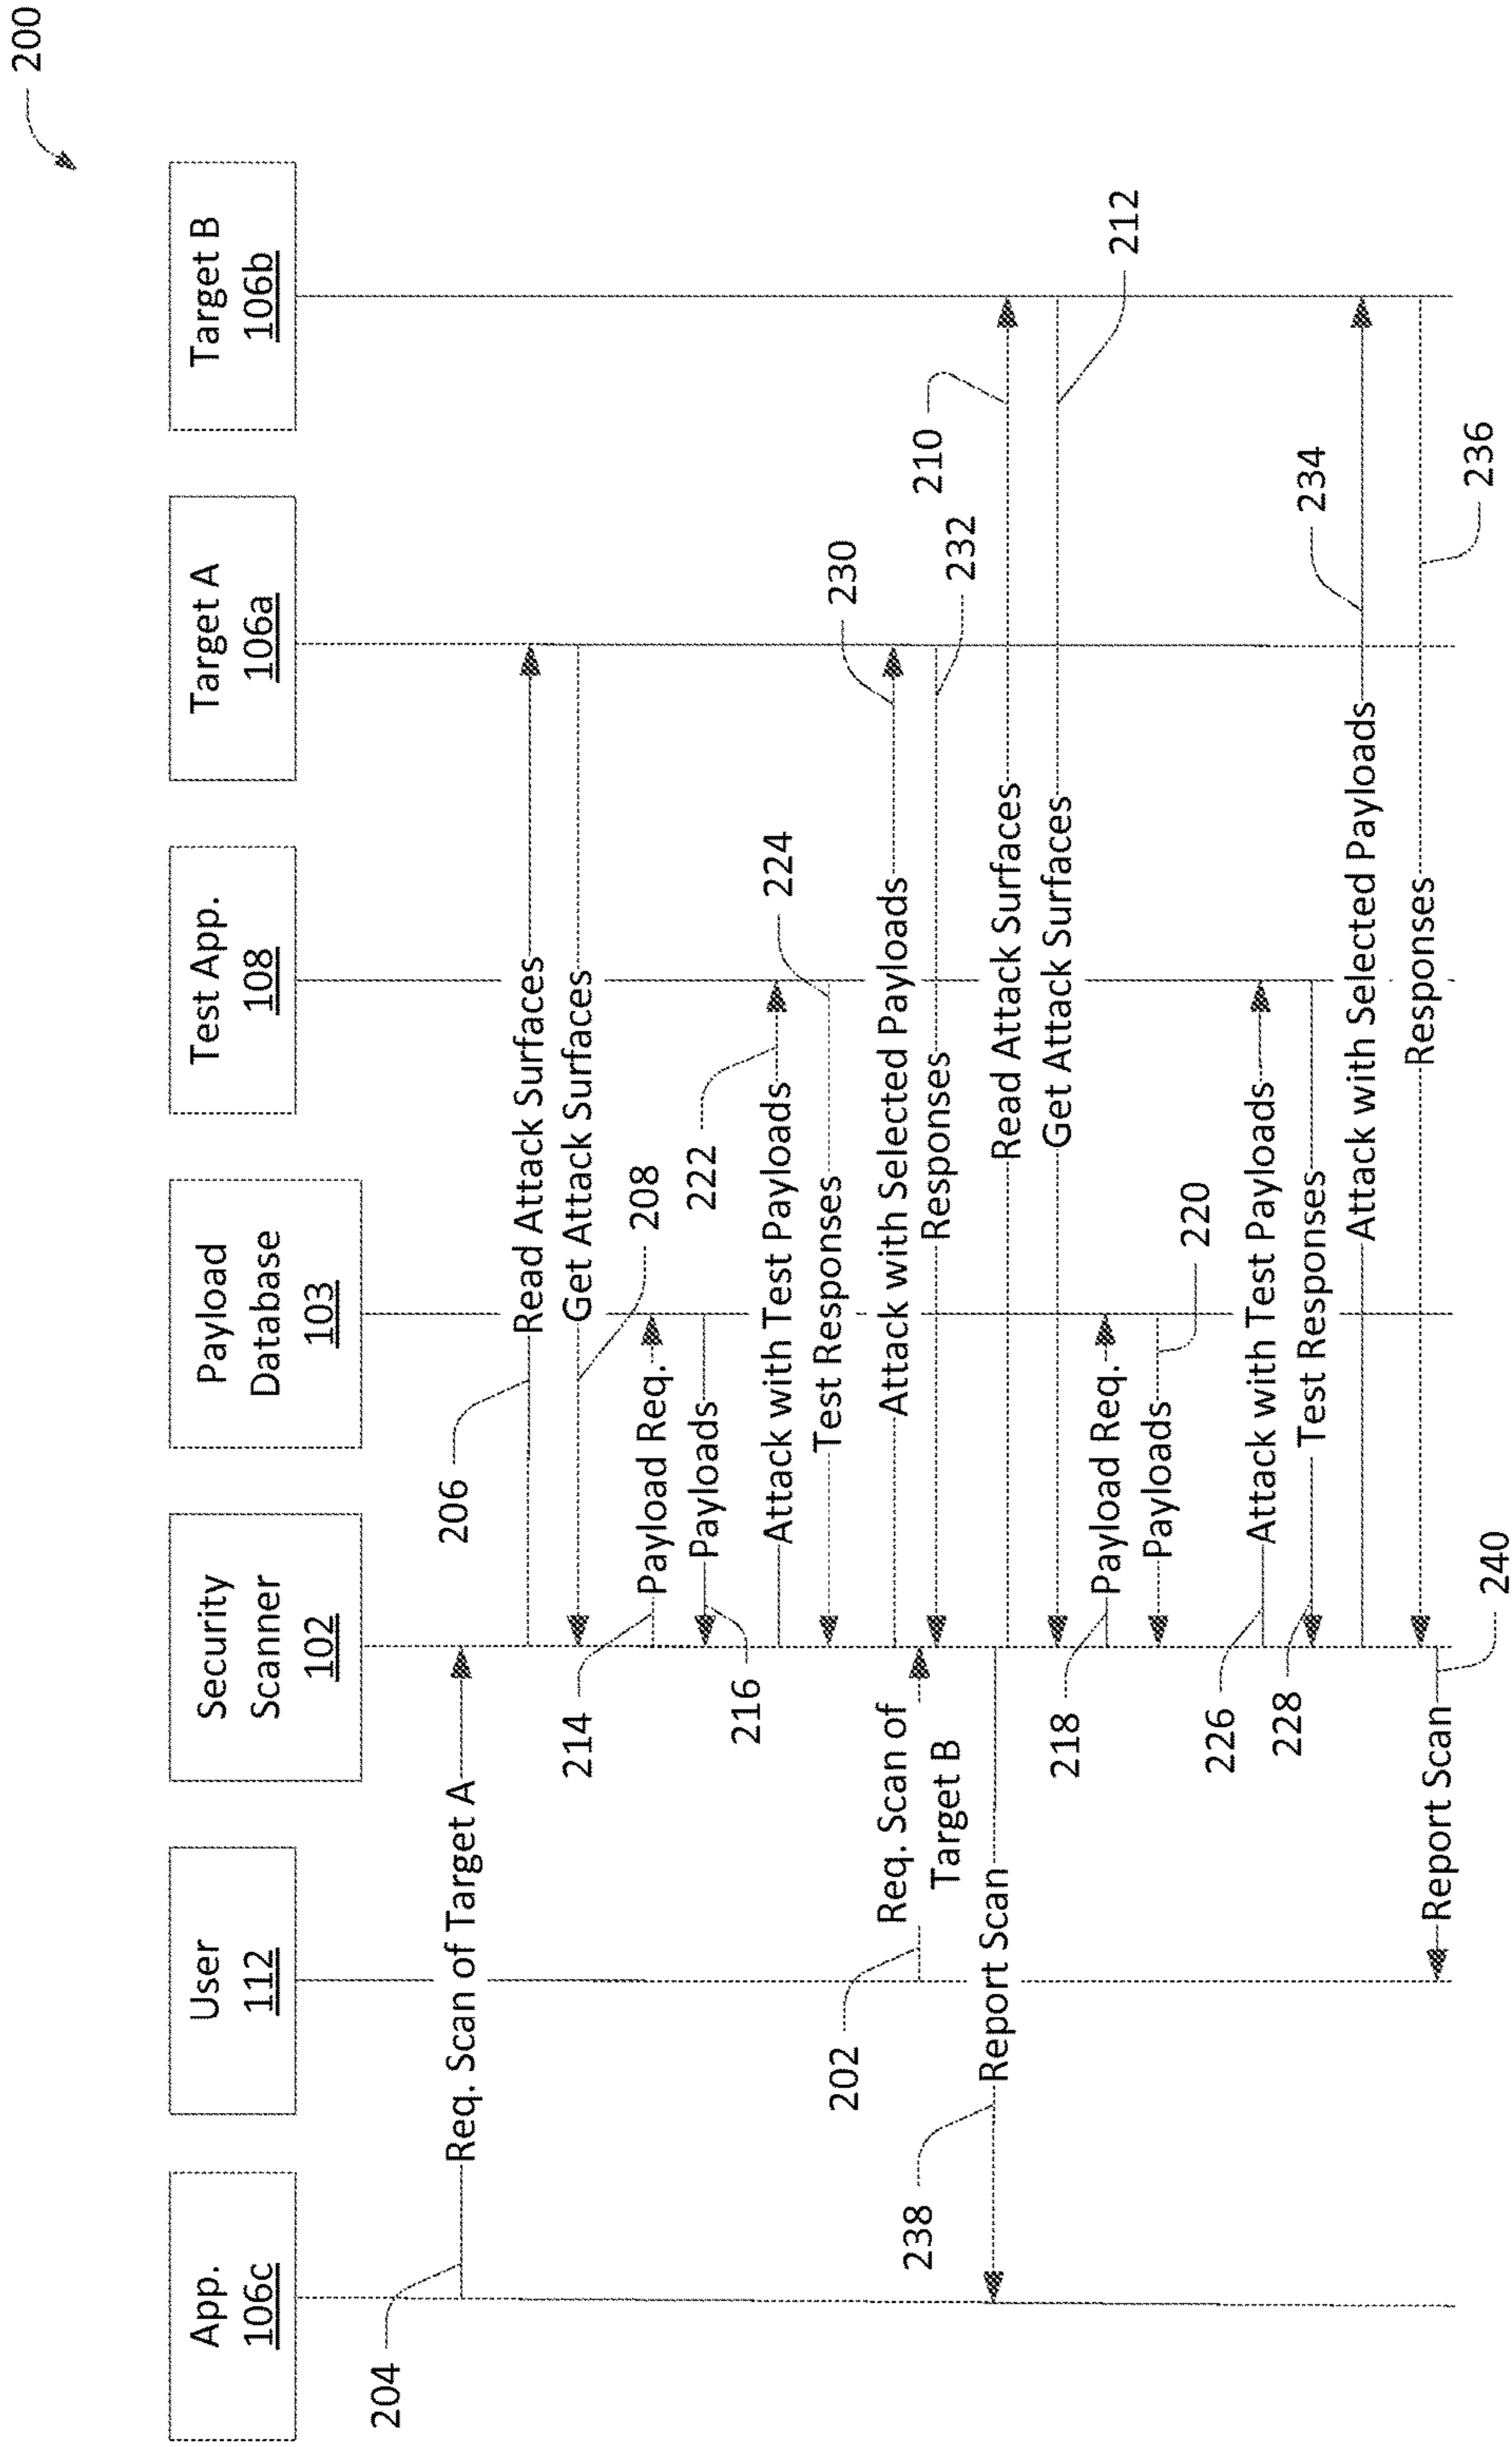 200
App.
106c
User
112
Security
Scanner
102
Payload
Database
103
Test App.
108
Target A
106a
Target B
106b
204
Req. Scan of Target A
206
Read Attack Surfaces
Get Attack Surfaces
208
214
Payload Req.
Payloads
216
222
Attack with Test Payloads
Test Responses
224
230
Attack with Selected Payloads
202
Req. Scan of
Target B
Responses
232
238
Report Scan
210
Read Attack Surfaces
Get Attack Surfaces
212
218
Payload Req.
Payloads
220
226
Attack with Test Payloads
228
Test Responses
234
Attack with Selected Payloads
Responses
236
Report Scan
240